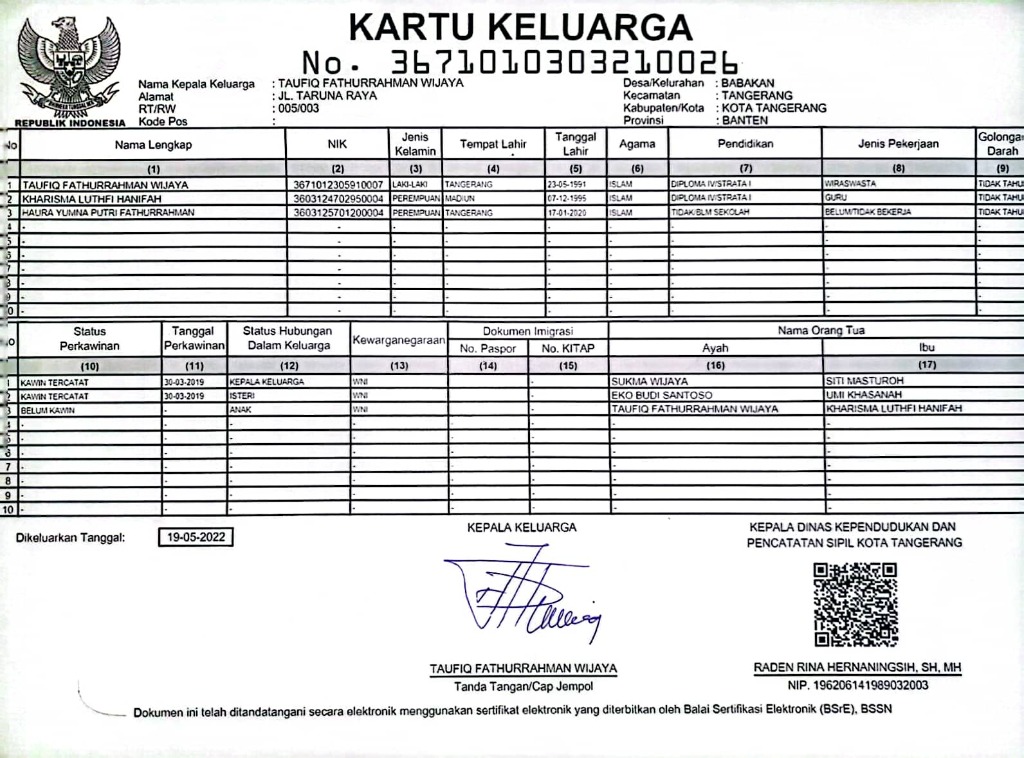 KARTU KELUARGA
No. 3671010303210026
REPUBLIK INDONESIA
Nama Kepala Keluarga : TAUFIQ FATHURRAHMAN WIJAYA
Alamat : JL. TARUNA RAYA
RT/RW : 005/003
Kode Pos :
Desa/Kelurahan : BABAKAN
Kecamatan : TANGERANG
Kabupaten/Kota : KOTA TANGERANG
Provinsi : BANTEN
No Nama Lengkap NIK Jenis Kelamin Tempat Lahir Tanggal Lahir Agama Pendidikan Jenis Pekerjaan Golongan Darah
(1) (2) (3) (4) (5) (6) (7) (8) (9)
1 TAUFIQ FATHURRAHMAN WIJAYA 3671012305910007 LAKI-LAKI TANGERANG 23-05-1991 ISLAM DIPLOMA IV/STRATA I WIRASWASTA TIDAK TAHU
2 KHARISMA LUTHFI HANIFAH 3603124702950004 PEREMPUAN MADIUN 07-12-1995 ISLAM DIPLOMA IV/STRATA I GURU TIDAK TAHU
3 HAURA YUMNA PUTRI FATHURRAHMAN 3603125701200004 PEREMPUAN TANGERANG 17-01-2020 ISLAM TIDAK/BLM SEKOLAH BELUM/TIDAK BEKERJA TIDAK TAHU
4 - - - - - - - - -
5 - - - - - - - - -
6 - - - - - - - - -
7 - - - - - - - - -
8 - - - - - - - - -
9 - - - - - - - - -
0 - - - - - - - - -
No Status Perkawinan Tanggal Perkawinan Status Hubungan Dalam Keluarga Kewarganegaraan Dokumen Imigrasi Nama Orang Tua
No. Paspor No. KITAP Ayah Ibu
(10) (11) (12) (13) (14) (15) (16) (17)
1 KAWIN TERCATAT 30-03-2019 KEPALA KELUARGA WNI - SUKMA WIJAYA SITI MASTUROH
2 KAWIN TERCATAT 30-03-2019 ISTERI WNI - EKO BUDI SANTOSO UMI KHASANAH
3 BELUM KAWIN - ANAK WNI - TAUFIQ FATHURRAHMAN WIJAYA KHARISMA LUTHFI HANIFAH
4 - - - - - - -
5 - - - - - - -
6 - - - - - - -
7 - - - - - - -
8 - - - - - - -
9 - - - - - - -
10 - - - - - - -
Dikeluarkan Tanggal: 19-05-2022
KEPALA KELUARGA
TAUFIQ FATHURRAHMAN WIJAYA
Tanda Tangan/Cap Jempol
KEPALA DINAS KEPENDUDUKAN DAN
PENCATATAN SIPIL KOTA TANGERANG
RADEN RINA HERNANINGSIH, SH, MH
NIP. 196206141989032003
Dokumen ini telah ditandatangani secara elektronik menggunakan sertifikat elektronik yang diterbitkan oleh Balai Sertifikasi Elektronik (BSrE), BSSN